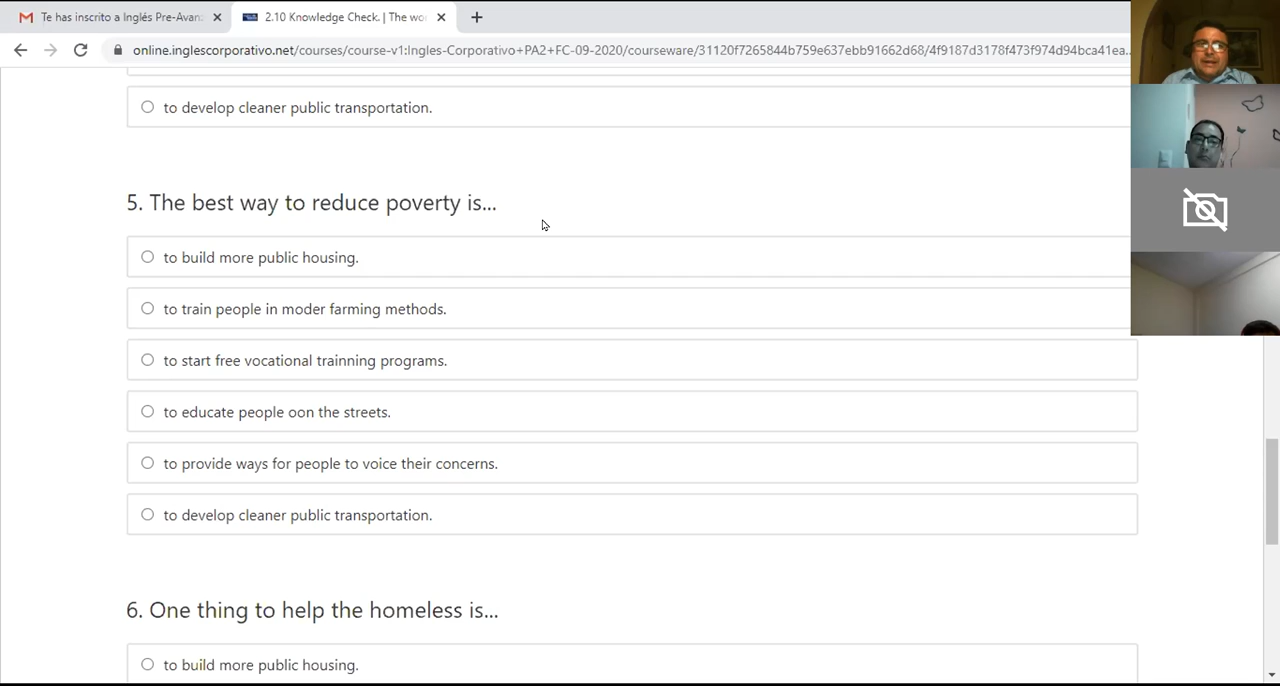 Te has inscrito a Inglés Pre-Avan
2.10 Knowledge Check. | The wo
online.inglescorporativo.net/courses/course-v1:Ingles-Corporativo+PA2+FC-09-2020/courseware/31120f7265844b759e637ebb91662d68/4f9187d3178f473f974d94bca41ea...
to develop cleaner public transportation.
5. The best way to reduce poverty is...
to build more public housing.
to train people in moder farming methods.
to start free vocational trainning programs.
to educate people oon the streets.
to provide ways for people to voice their concerns.
to develop cleaner public transportation.
6. One thing to help the homeless is...
to build more public housing.